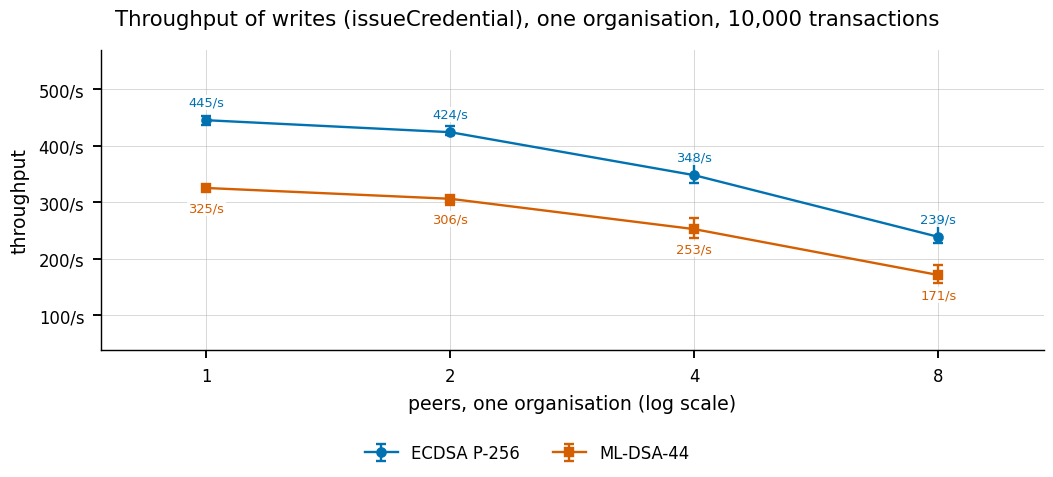 Throughput of writes (issueCredential), one organisation, 10,000 transactions
throughput
500/s
400/s
300/s
200/s
100/s
445/s
424/s
348/s
239/s
325/s
306/s
253/s
171/s
1 2 4 8
peers, one organisation (log scale)
ECDSA P-256 ML-DSA-44